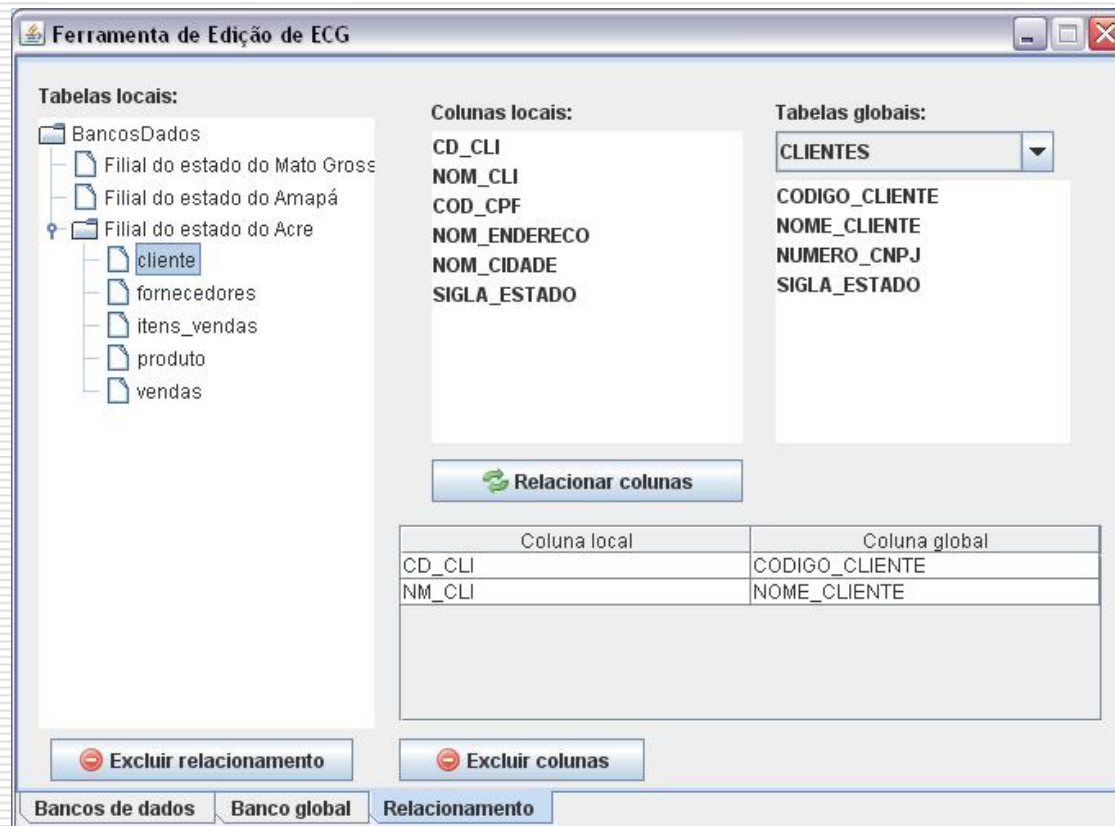 Ferramenta de Edição de ECG
Tabelas locais:
BancosDados
Filial do estado do Mato Gross
Filial do estado do Amapá
Filial do estado do Acre
cliente
fornecedores
itens_vendas
produto
vendas
Excluir relacionamento
Colunas locais:
CD_CLI
NOM_CLI
COD_CPF
NOM_ENDERECO
NOM_CIDADE
SIGLA_ESTADO
Tabelas globais:
CLIENTES
CODIGO_CLIENTE
NOME_CLIENTE
NUMERO_CNPJ
SIGLA_ESTADO
Relacionar colunas
Coluna local Coluna global
CD_CLI CODIGO_CLIENTE
NM_CLI NOME_CLIENTE
Excluir colunas
Bancos de dados Banco global Relacionamento